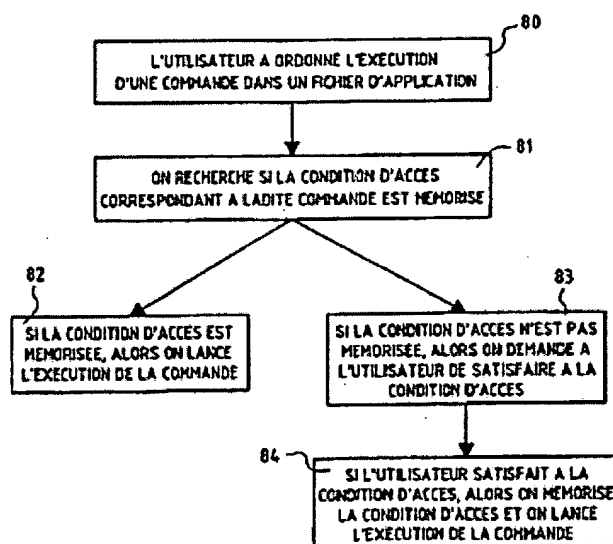 80
L'UTILISATEUR A ORDONNE L'EXECUTION
D'UNE COMMANDE DANS UN FICHIER D'APPLICATION
81
ON RECHERCHE SI LA CONDITION D'ACCES
CORRESPONDANT A LADITE COMMANDE EST MEMORISE
82
SI LA CONDITION D'ACCES EST
MEMORISEE, ALORS ON LANCE
L'EXECUTION DE LA COMMANDE
83
SI LA CONDITION D'ACCES N'EST PAS
MEMORISEE, ALORS ON DEMANDE A
L'UTILISATEUR DE SATISFAIRE A LA
CONDITION D'ACCES
84
SI L'UTILISATEUR SATISFAIT A LA
CONDITION D'ACCES, ALORS ON MEMORISE
LA CONDITION D'ACCES ET ON LANCE
L'EXECUTION DE LA COMMANDE